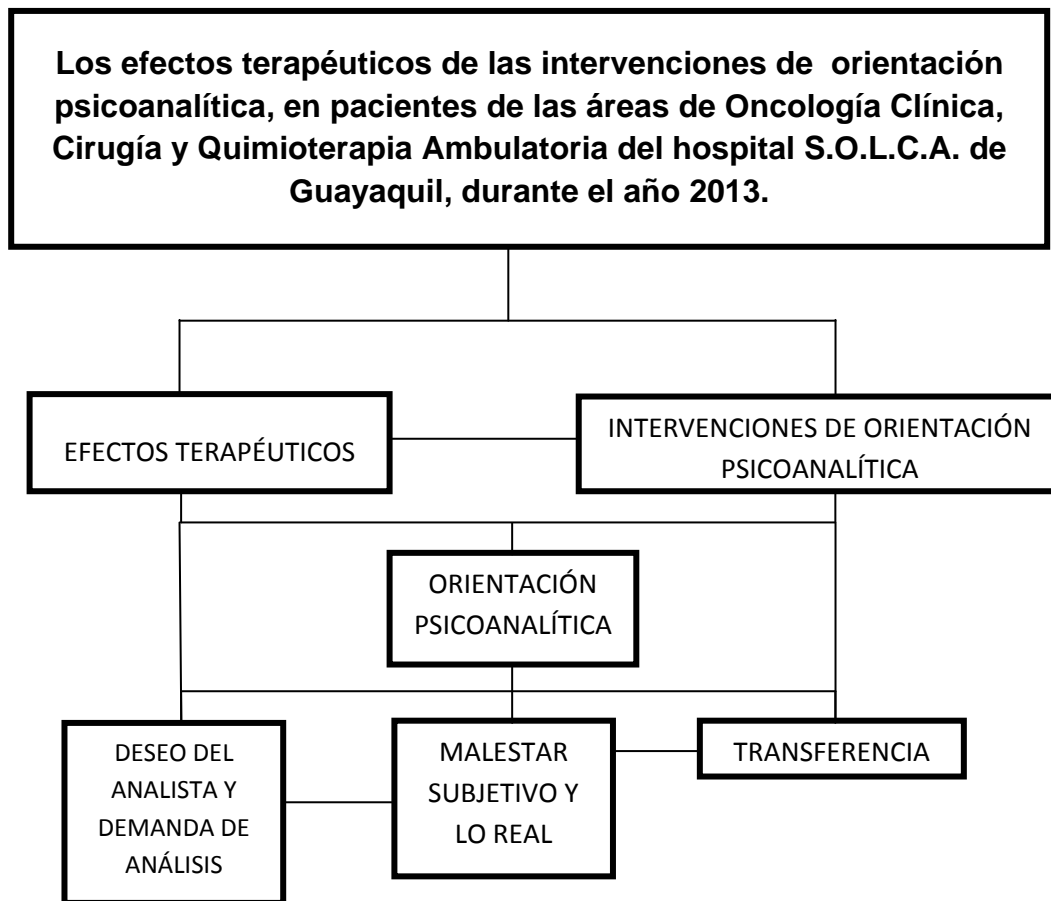 Los efectos terapéuticos de las intervenciones de orientación
psicoanalítica, en pacientes de las áreas de Oncología Clínica,
Cirugía y Quimioterapia Ambulatoria del hospital S.O.L.C.A. de
Guayaquil, durante el año 2013.
EFECTOS TERAPÉUTICOS
INTERVENCIONES DE ORIENTACIÓN
PSICOANALÍTICA
ORIENTACIÓN
PSICOANALÍTICA
DESEO DEL
ANALISTA Y
DEMANDA DE
ANÁLISIS
MALESTAR
SUBJETIVO Y
LO REAL
TRANSFERENCIA